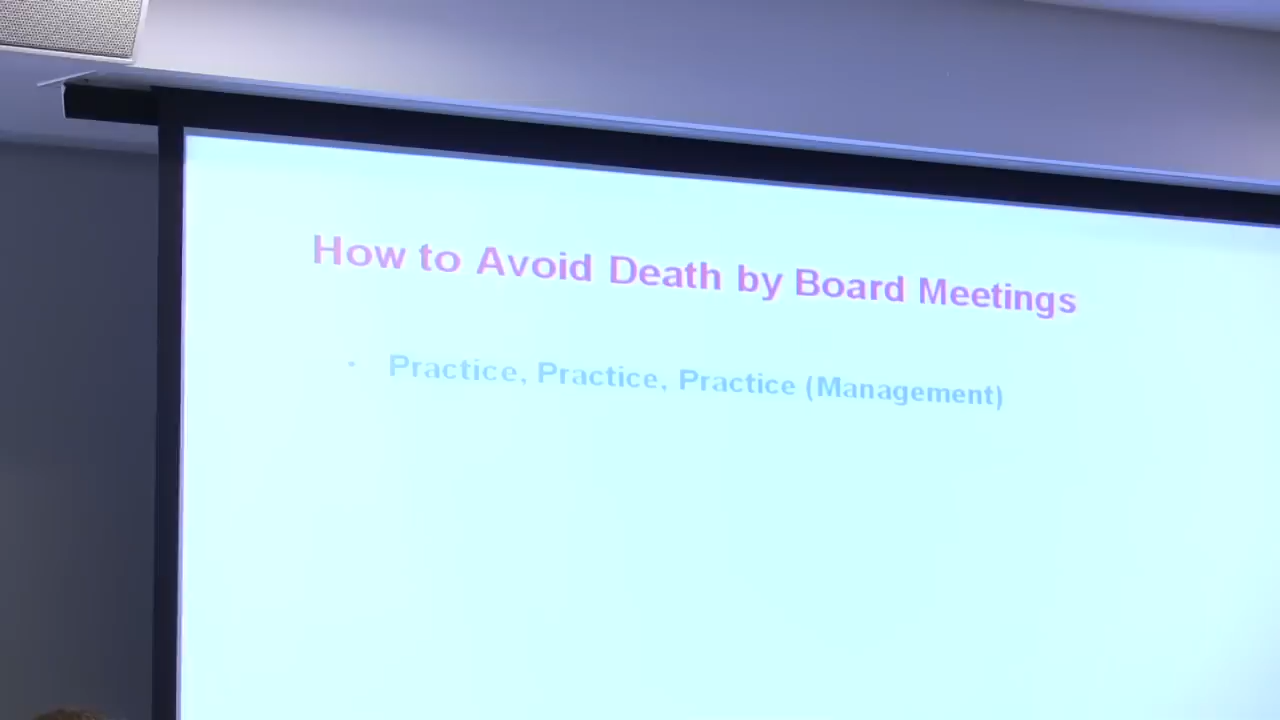 How to Avoid Death by Board Meetings
• Practice, Practice, Practice (Management)